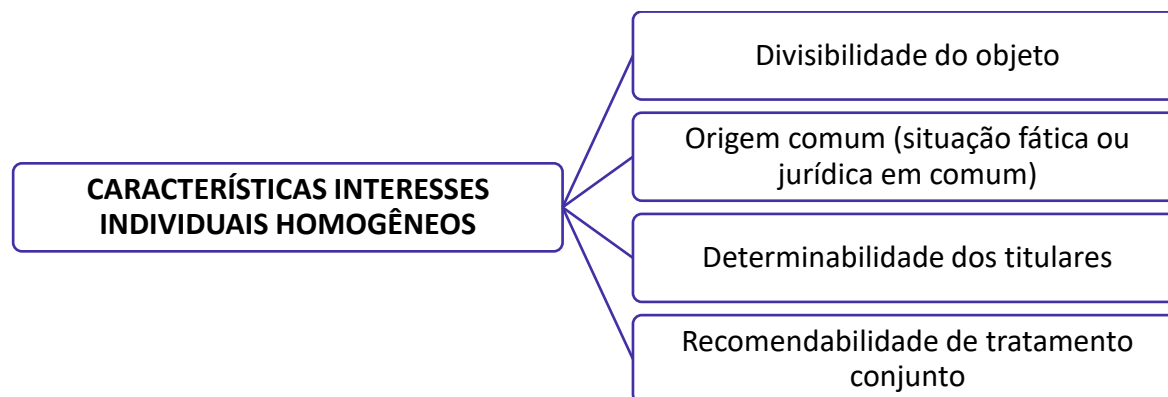 CARACTERÍSTICAS INTERESSES
INDIVIDUAIS HOMOGÊNEOS
Divisibilidade do objeto
Origem comum (situação fática ou
jurídica em comum)
Determinabilidade dos titulares
Recomendabilidade de tratamento
conjunto